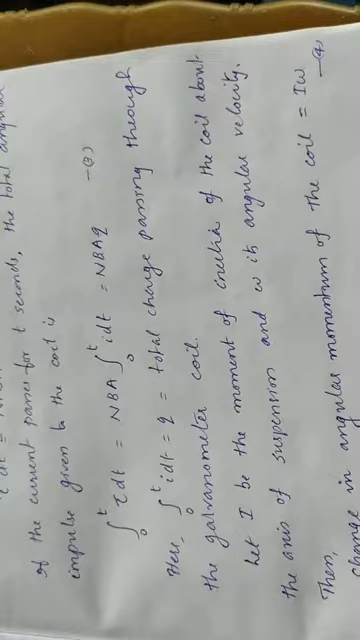 If the current passes for t seconds, the total angular
impulse given to the coil is
∫₀ᵗ τdt = NBA ∫₀ᵗ idt = NBAq —(3)
Here, ∫₀ᵗ idt = q = total charge passing through
the galvanometer coil.
Let I be the moment of inertia of the coil about
the axis of suspension and ω its angular velocity.
Then,
change in angular momentum of the coil = Iω —(4)